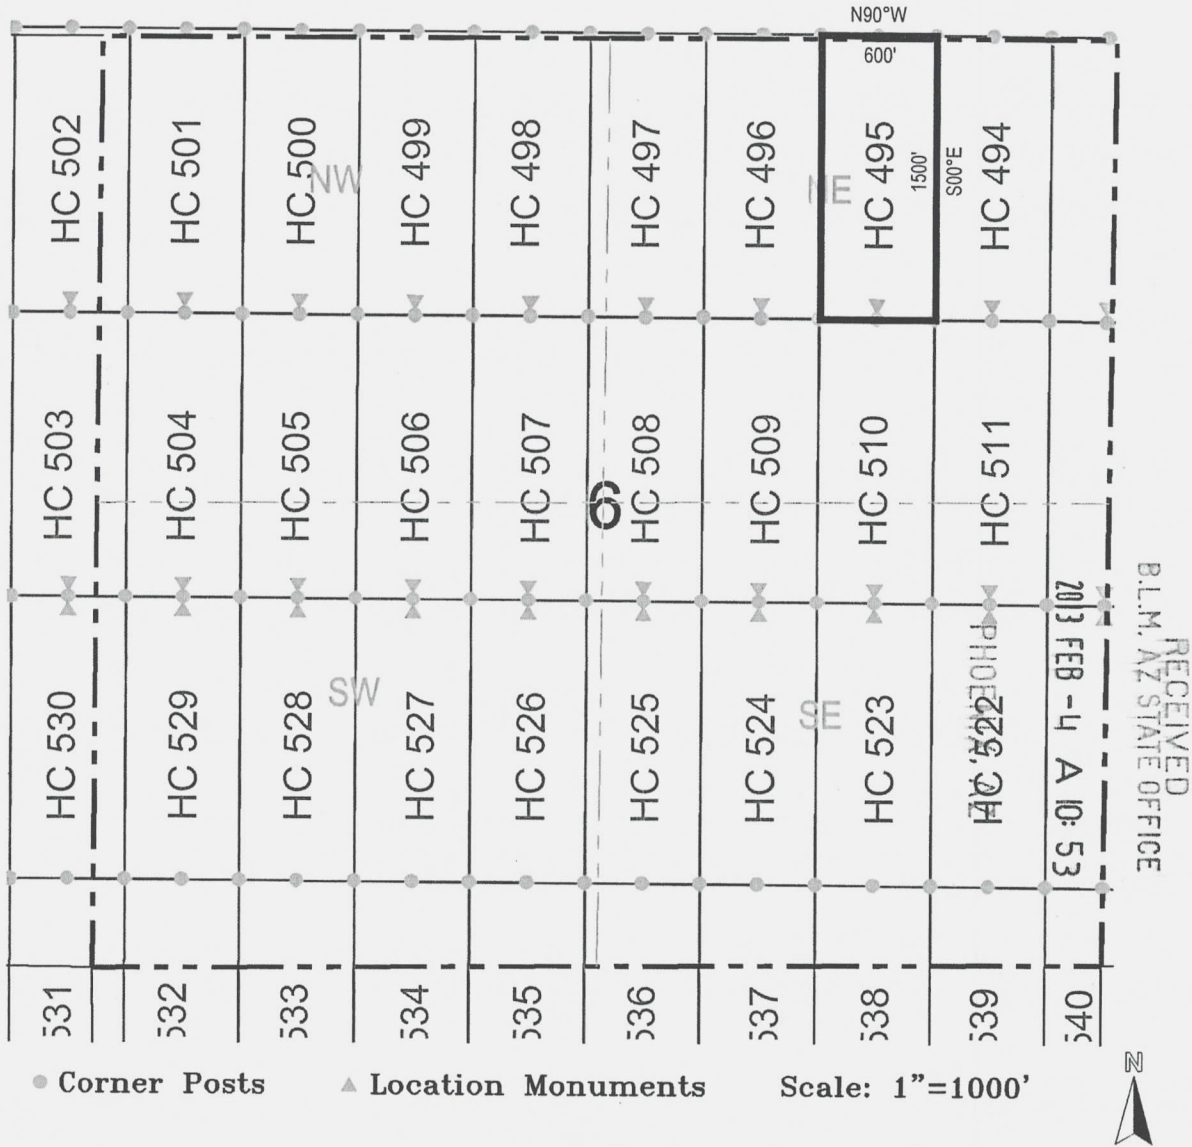 N90°W
600'
HC 502
HC 501
HC 500
HC 499
HC 498
HC 497
HC 496
HC 495
HC 494
NW
NE
1500'
S00°E
HC 503
HC 504
HC 505
HC 506
HC 507
HC 508
HC 509
HC 510
HC 511
6
HC 530
HC 529
HC 528
HC 527
HC 526
HC 525
HC 524
HC 523
HC 522
SW
SE
RECEIVED
B.L.M. AZ STATE OFFICE
2013 FEB -4 A 10: 53
PHOENIX, AZ
531
532
533
534
535
536
537
538
539
540
Corner Posts
Location Monuments
Scale: 1"=1000'
N